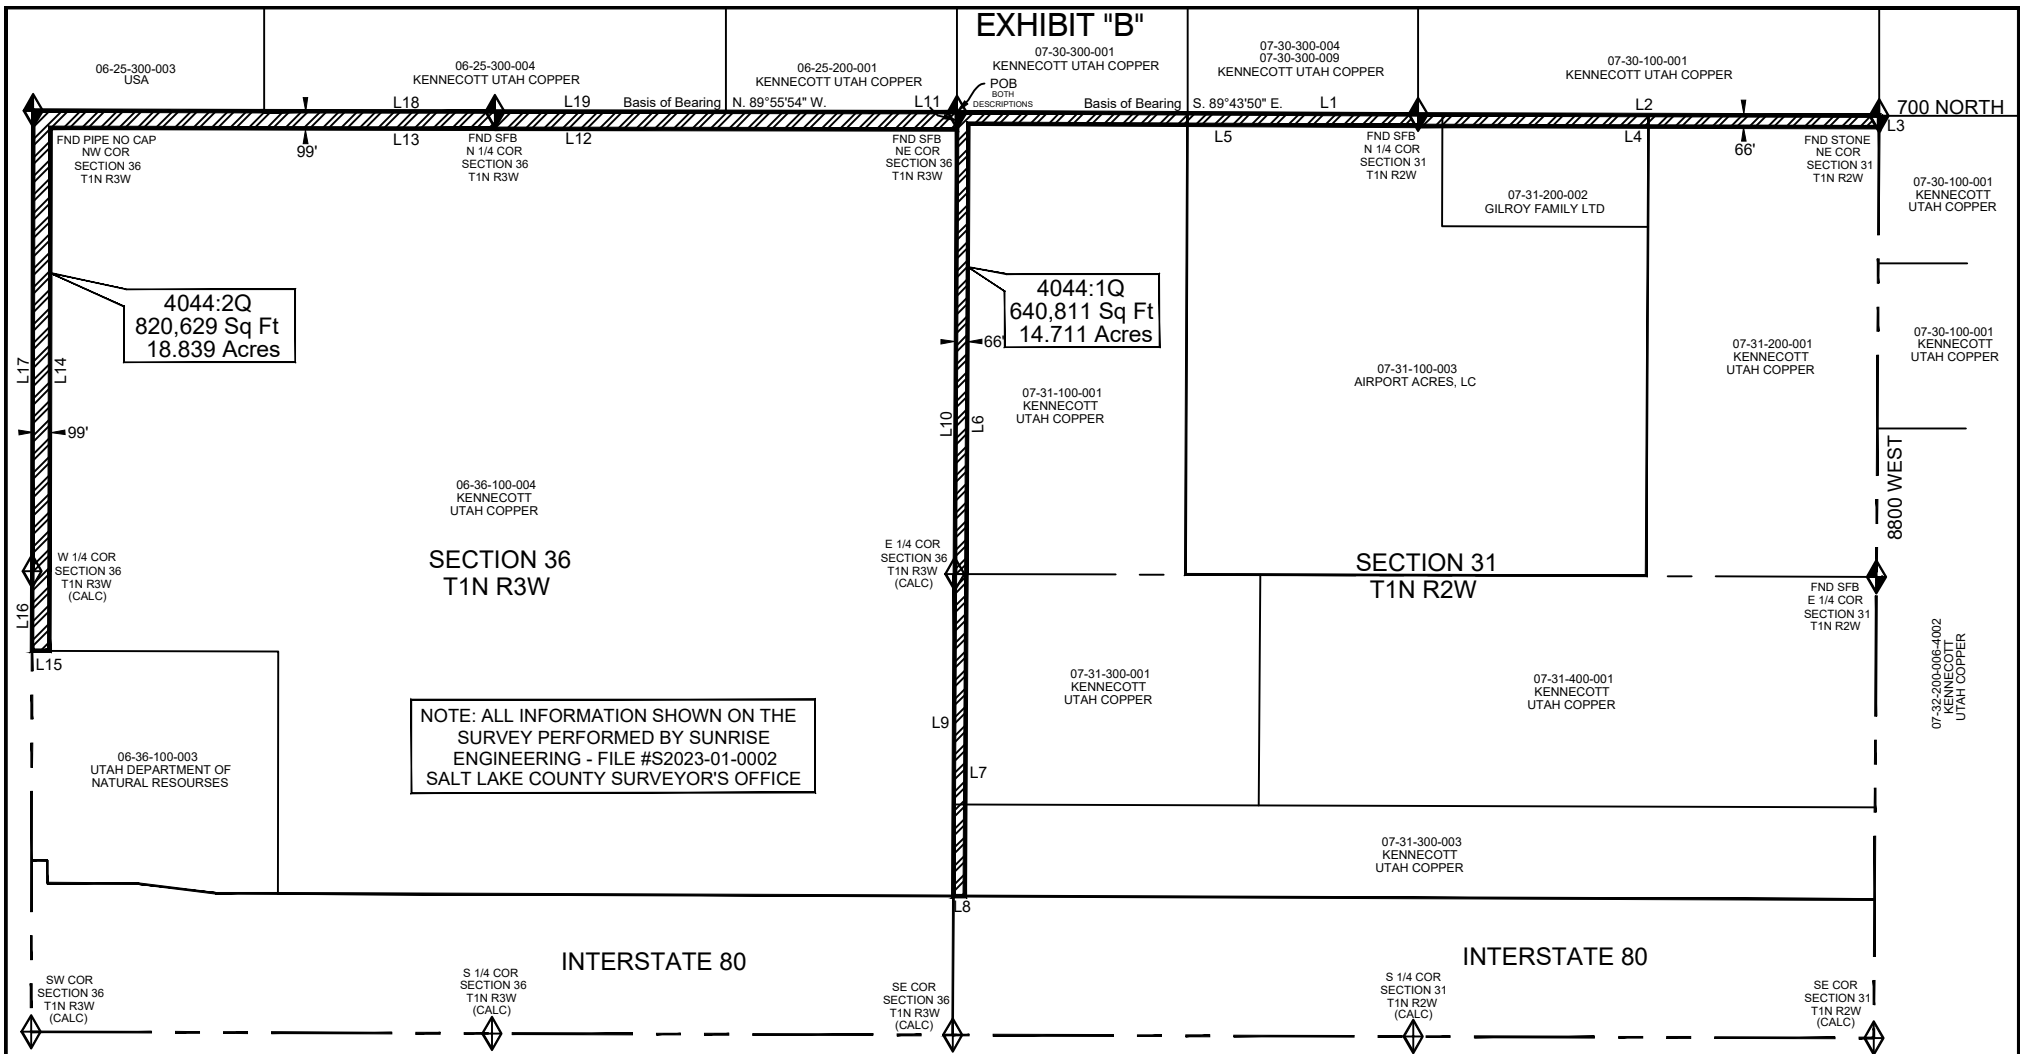 EXHIBIT "B"
06-25-300-003
USA
06-25-300-004
KENNECOTT UTAH COPPER
06-25-200-001
KENNECOTT UTAH COPPER
07-30-300-001
KENNECOTT UTAH COPPER
07-30-300-004
07-30-300-009
KENNECOTT UTAH COPPER
07-30-100-001
KENNECOTT UTAH COPPER
POB
BOTH
DESCRIPTIONS
L18
L19
Basis of Bearing N. 89°55'54" W.
L11
Basis of Bearing S. 89°43'50" E.
L1
L2
700 NORTH
L3
FND PIPE NO CAP
NW COR
SECTION 36
T1N R3W
99'
L13
FND SFB
N 1/4 COR
SECTION 36
T1N R3W
L12
FND SFB
NE COR
SECTION 36
T1N R3W
L5
FND SFB
N 1/4 COR
SECTION 31
T1N R2W
L4
66'
FND STONE
NE COR
SECTION 31
T1N R2W
07-30-100-001
KENNECOTT
UTAH COPPER
07-31-200-002
GILROY FAMILY LTD
4044:2Q
820,629 Sq Ft
18.839 Acres
4044:1Q
640,811 Sq Ft
14.711 Acres
66'
L17
L14
99'
07-31-100-001
KENNECOTT
UTAH COPPER
L10
L6
07-31-100-003
AIRPORT ACRES, LC
07-31-200-001
KENNECOTT
UTAH COPPER
07-30-100-001
KENNECOTT
UTAH COPPER
8800 WEST
06-36-100-004
KENNECOTT
UTAH COPPER
SECTION 36
T1N R3W
W 1/4 COR
SECTION 36
T1N R3W
(CALC)
L16
L15
E 1/4 COR
SECTION 36
T1N R3W
(CALC)
SECTION 31
T1N R2W
FND SFB
E 1/4 COR
SECTION 31
T1N R2W
07-32-200-006-4002
KENNECOTT
UTAH COPPER
07-31-300-001
KENNECOTT
UTAH COPPER
07-31-400-001
KENNECOTT
UTAH COPPER
NOTE: ALL INFORMATION SHOWN ON THE
SURVEY PERFORMED BY SUNRISE
ENGINEERING - FILE #S2023-01-0002
SALT LAKE COUNTY SURVEYOR'S OFFICE
L9
L7
06-36-100-003
UTAH DEPARTMENT OF
NATURAL RESOURSES
07-31-300-003
KENNECOTT
UTAH COPPER
L8
INTERSTATE 80
INTERSTATE 80
SW COR
SECTION 36
T1N R3W
(CALC)
S 1/4 COR
SECTION 36
T1N R3W
(CALC)
SE COR
SECTION 36
T1N R3W
(CALC)
S 1/4 COR
SECTION 31
T1N R2W
(CALC)
SE COR
SECTION 31
T1N R2W
(CALC)